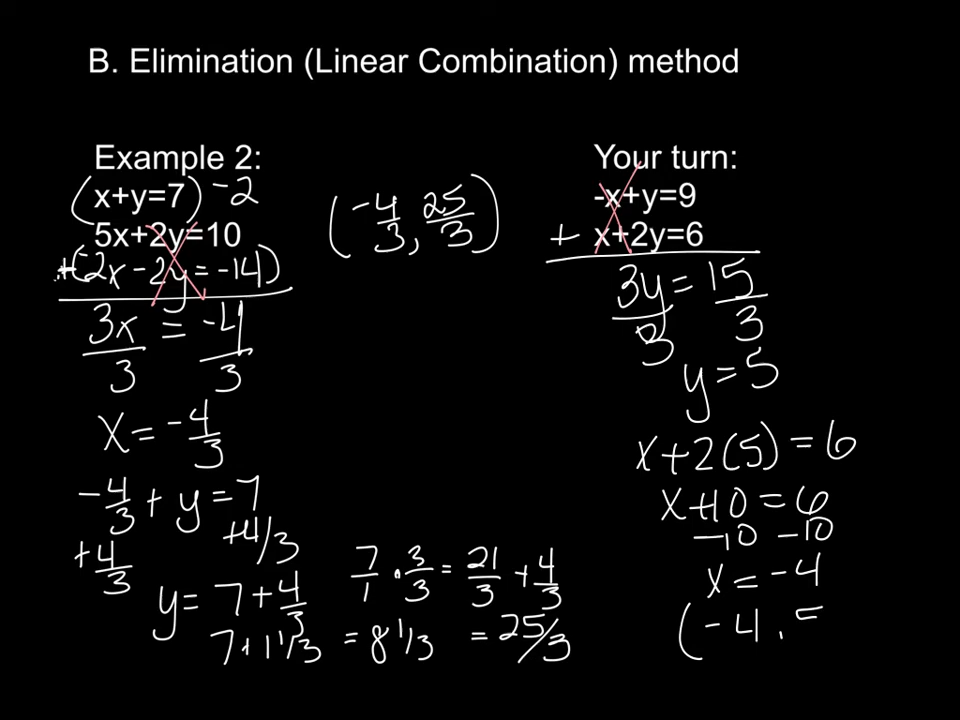 B. Elimination (Linear Combination) method
Example 2:
(x+y=7) -2
5x+2y=10
+(-2x -2y = -14)
3x/3 = -4/3
x = -4/3
-4/3 + y = 7
+4/3 +4/3
y = 7 + 4/3
7/1 · 3/3 = 21/3 + 4/3
7 + 1 1/3 = 8 1/3 = 25/3
(-4/3, 25/3)
Your turn:
-x+y=9
+ x+2y=6
3y/3 = 15/3
y = 5
x+2(5) = 6
x+10 = 6
-10 -10
x = -4
(-4, 5